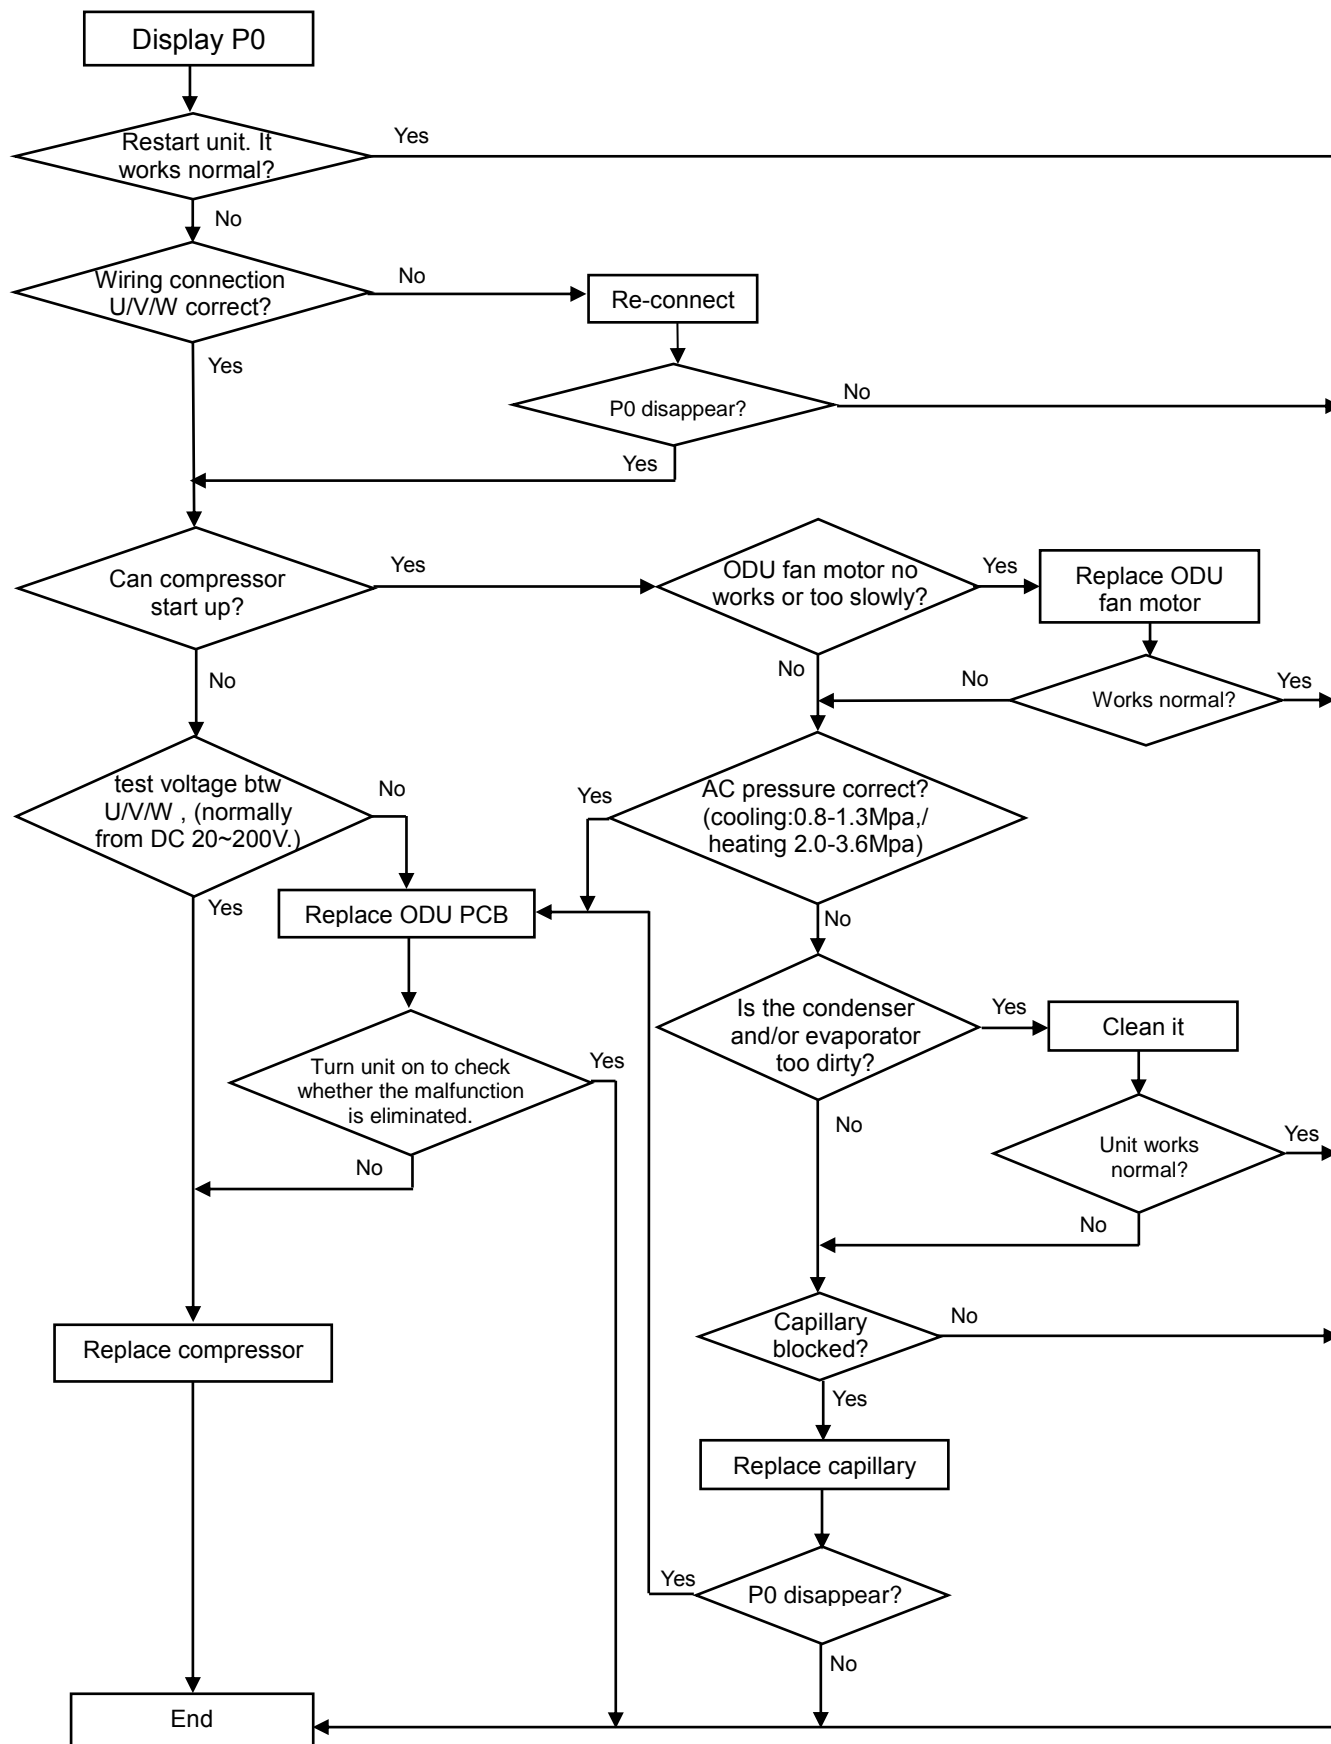 Display P0
Restart unit. It
works normal?
Yes
No
Wiring connection
U/V/W correct?
No
Re-connect
Yes
P0 disappear?
No
Yes
Can compressor
start up?
Yes
ODU fan motor no
works or too slowly?
Yes
Replace ODU
fan motor
No
No
No
Works normal?
Yes
test voltage btw
U/V/W , (normally
from DC 20~200V.)
No
Yes
AC pressure correct?
(cooling:0.8-1.3Mpa,/
heating 2.0-3.6Mpa)
Yes
Replace ODU PCB
No
Is the condenser
and/or evaporator
too dirty?
Yes
Clean it
Turn unit on to check
whether the malfunction
is eliminated.
Yes
No
No
Unit works
normal?
Yes
No
Replace compressor
Capillary
blocked?
No
Yes
Replace capillary
Yes
P0 disappear?
No
End